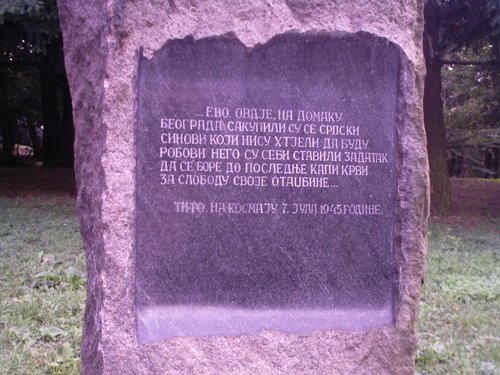 ... ЕВО, ОВДЈЕ, НА ДОМАКУ
БЕОГРАДА САКУПИЛИ СУ СЕ СРПСКИ
СИНОВИ КОЈИ НИСУ ХТЈЕЛИ ДА БУДУ
РОБОВИ НЕГО СУ СЕБИ СТАВИЛИ ЗАДАТАК
ДА СЕ БОРЕ ДО ПОСЛЕДЊЕ КАПИ КРВИ
ЗА СЛОБОДУ СВОЈЕ ОТАЏБИНЕ ...
ТИТО, НА КОСМАЈУ 7. ЈУЛА 1945. ГОДИНЕ.